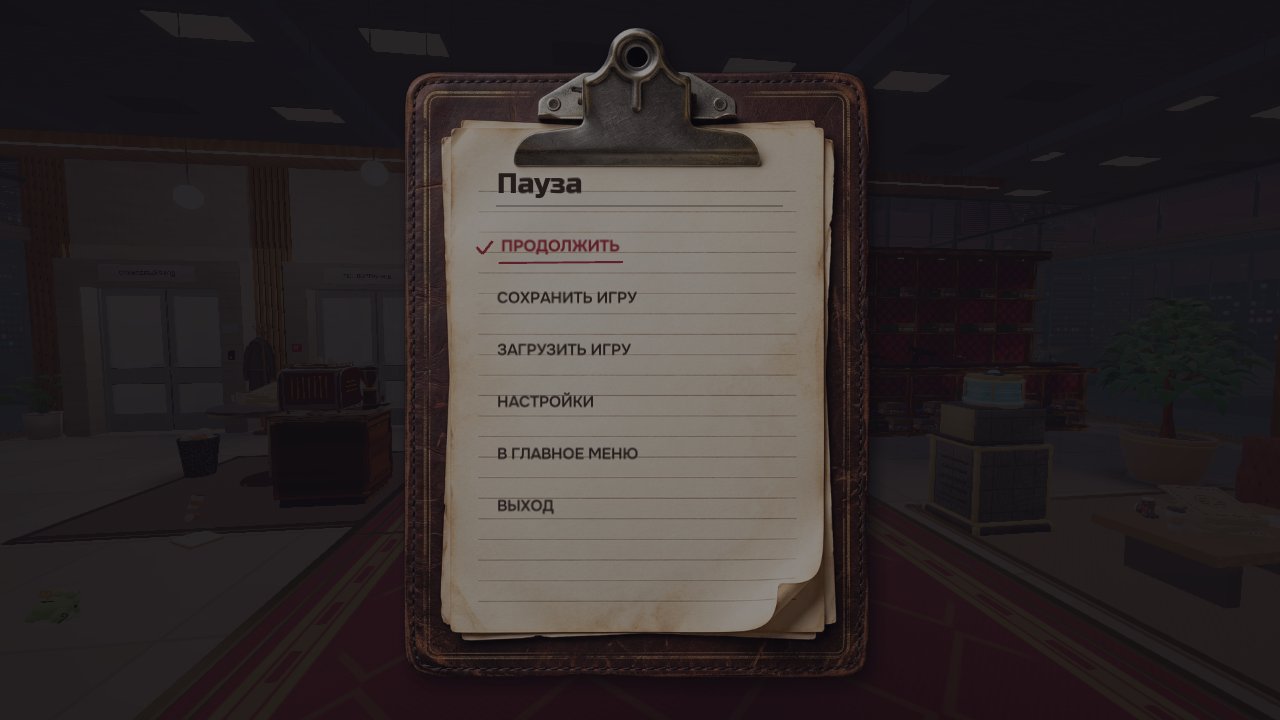 Пауза
ПРОДОЛЖИТЬ
СОХРАНИТЬ ИГРУ
ЗАГРУЗИТЬ ИГРУ
НАСТРОЙКИ
В ГЛАВНОЕ МЕНЮ
ВЫХОД